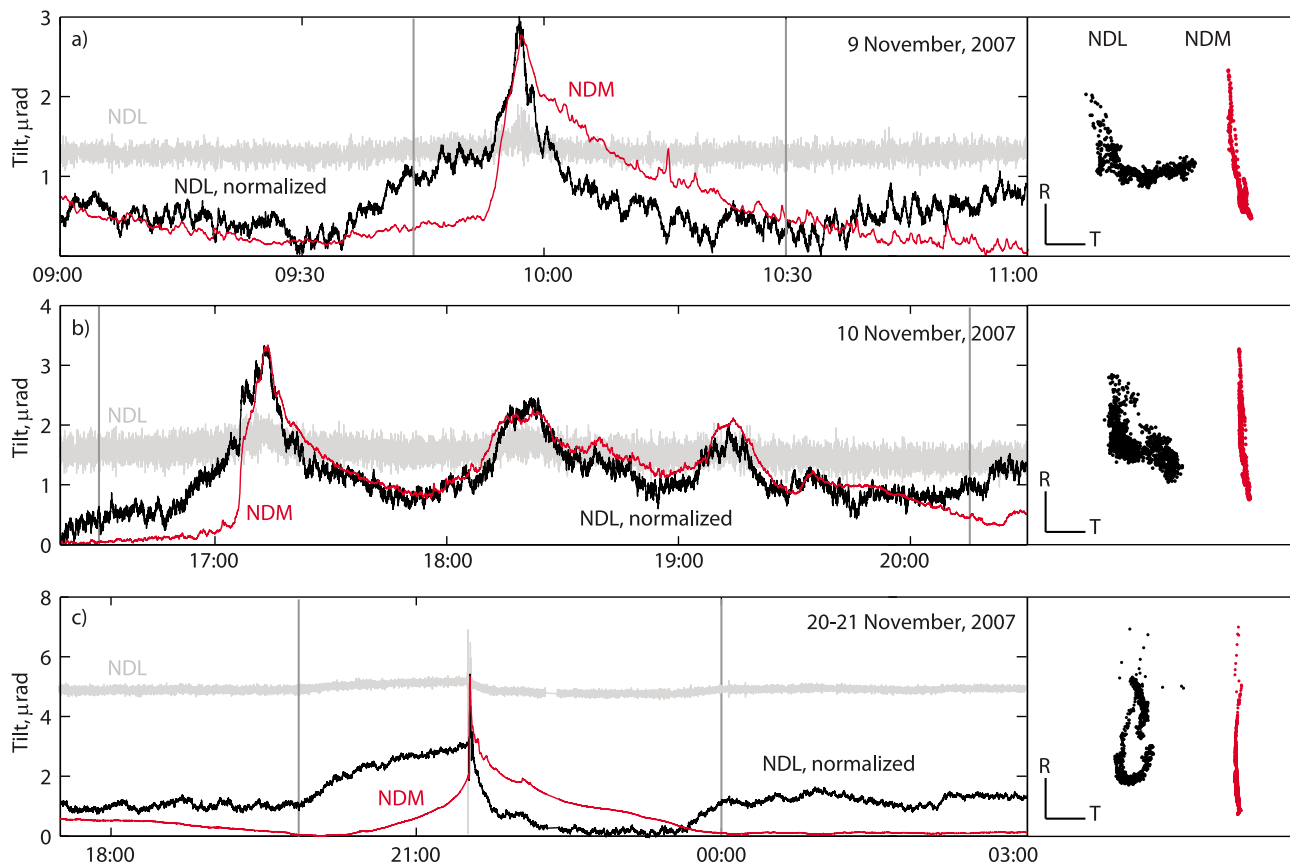 a)
9 November, 2007
NDL
NDM
3
2
1
Tilt, μrad
NDL
NDM
NDL, normalized
R
T
09:00
09:30
10:00
10:30
11:00
b)
10 November, 2007
4
3
2
1
0
Tilt, μrad
NDL
NDM
NDL, normalized
R
T
17:00
18:00
19:00
20:00
c)
20-21 November, 2007
8
6
4
2
0
Tilt, μrad
NDL
NDM
NDL, normalized
R
T
18:00
21:00
00:00
03:00